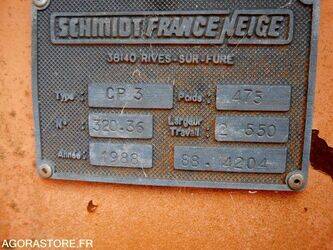 SCHMIDT FRANCE NEIGE
38140 RIVES-SUR-FURE
Type: CP 3 Poids: 475
N° 320.36 Largeur Travail: 2 550
Année: 1988 88. 4204
AGORASTORE.FR